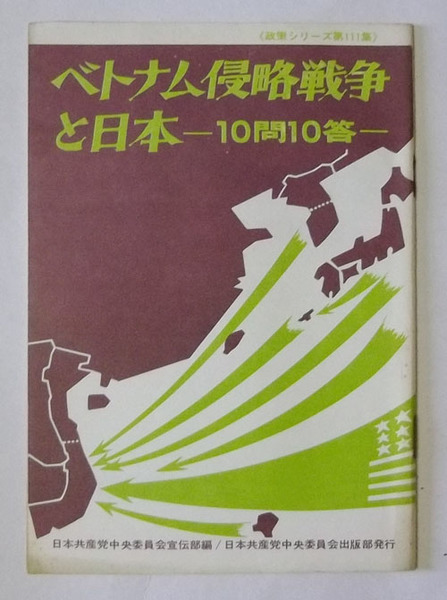 《政策シリーズ第111集》
ベトナム侵略戦争
と日本―10問10答―
日本共産党中央委員会宣伝部編/日本共産党中央委員会出版部発行